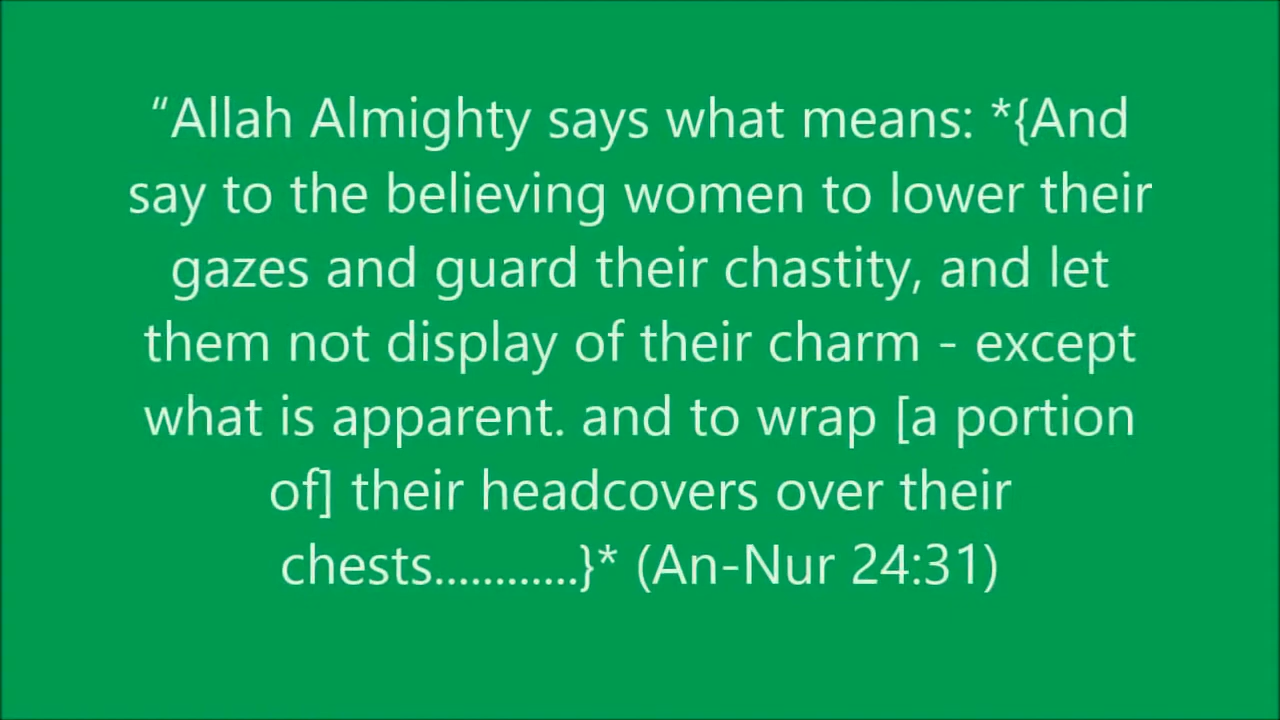 “Allah Almighty says what means: *{And
say to the believing women to lower their
gazes and guard their chastity, and let
them not display of their charm - except
what is apparent. and to wrap [a portion
of] their headcovers over their
chests............}* (An-Nur 24:31)